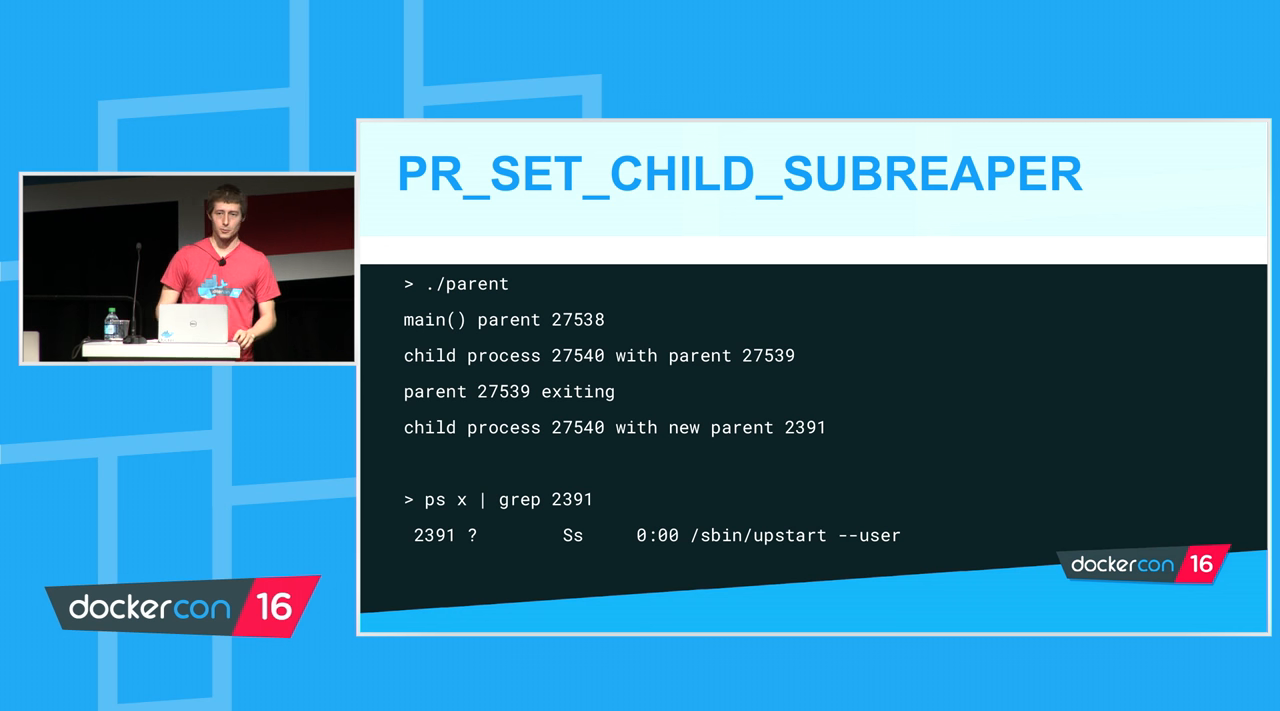 PR_SET_CHILD_SUBREAPER
> ./parent
main() parent 27538
child process 27540 with parent 27539
parent 27539 exiting
child process 27540 with new parent 2391
> ps x | grep 2391
2391 ? Ss 0:00 /sbin/upstart --user
dockercon 16
dockercon 16